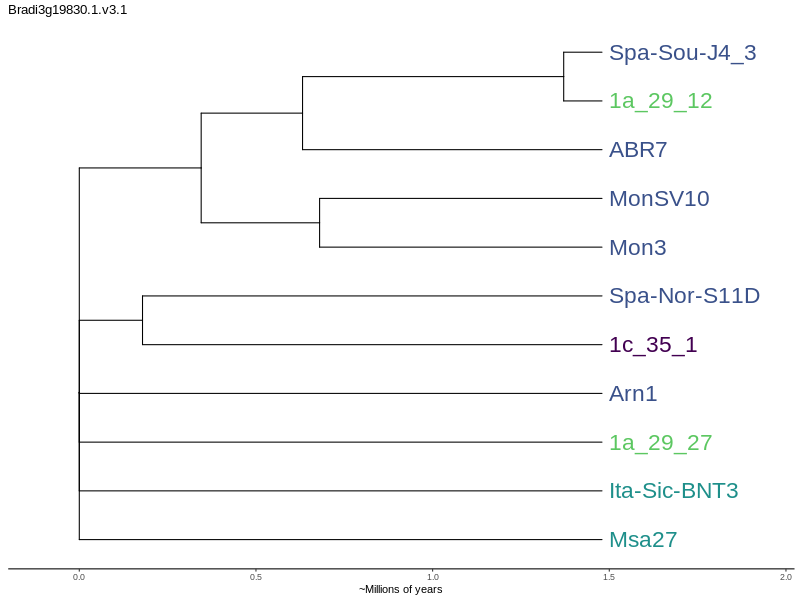 Bradi3g19830.1.v3.1
Spa-Sou-J4_3
1a_29_12
ABR7
MonSV10
Mon3
Spa-Nor-S11D
1c_35_1
Arn1
1a_29_27
Ita-Sic-BNT3
Msa27
0.0 0.5 1.0 1.5 2.0
~Millions of years